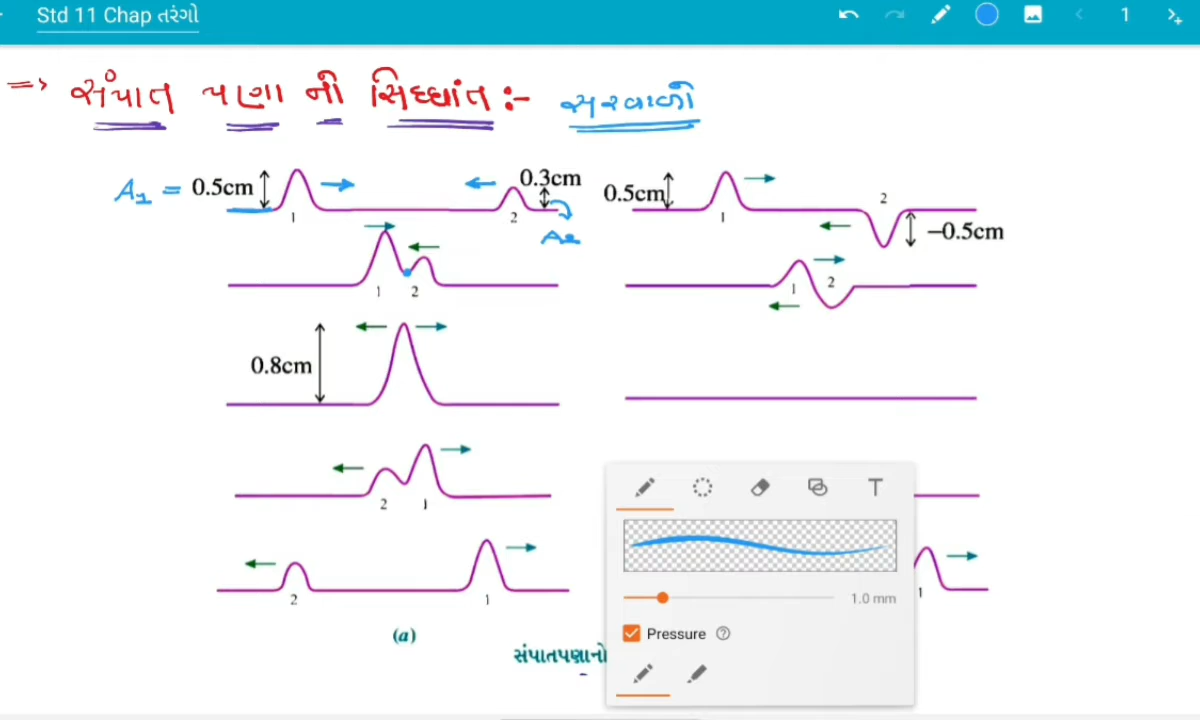 Std 11 Chap તરંગો
1
=> સંપાત પણા ની સિધ્ધાંત :- સરવાળો
A1 = 0.5cm
0.3cm
1
2
A2
0.5cm
1
2
–0.5cm
1 2
1 2
0.8cm
2 1
2
1
1
(a)
સંપાતપણાનો
1.0 mm
Pressure